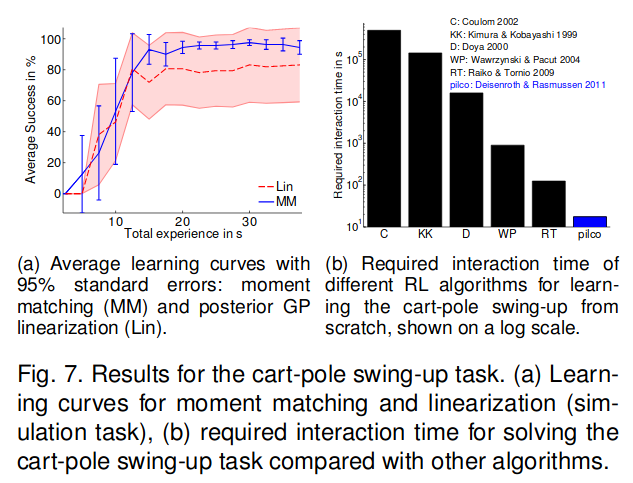 Average Success in %
100
80
60
40
20
0
10
20
30
Total experience in s
Lin
MM
Required interaction time in s
10^5
10^4
10^3
10^2
10^1
C: Coulom 2002
KK: Kimura & Kobayashi 1999
D: Doya 2000
WP: Wawrzynski & Pacut 2004
RT: Raiko & Tornio 2009
pilco: Deisenroth & Rasmussen 2011
C KK D WP RT pilco
(a) Average learning curves with
95% standard errors: moment
matching (MM) and posterior GP
linearization (Lin).
(b) Required interaction time of
different RL algorithms for learn-
ing the cart-pole swing-up from
scratch, shown on a log scale.
Fig. 7. Results for the cart-pole swing-up task. (a) Learn-
ing curves for moment matching and linearization (sim-
ulation task), (b) required interaction time for solving the
cart-pole swing-up task compared with other algorithms.